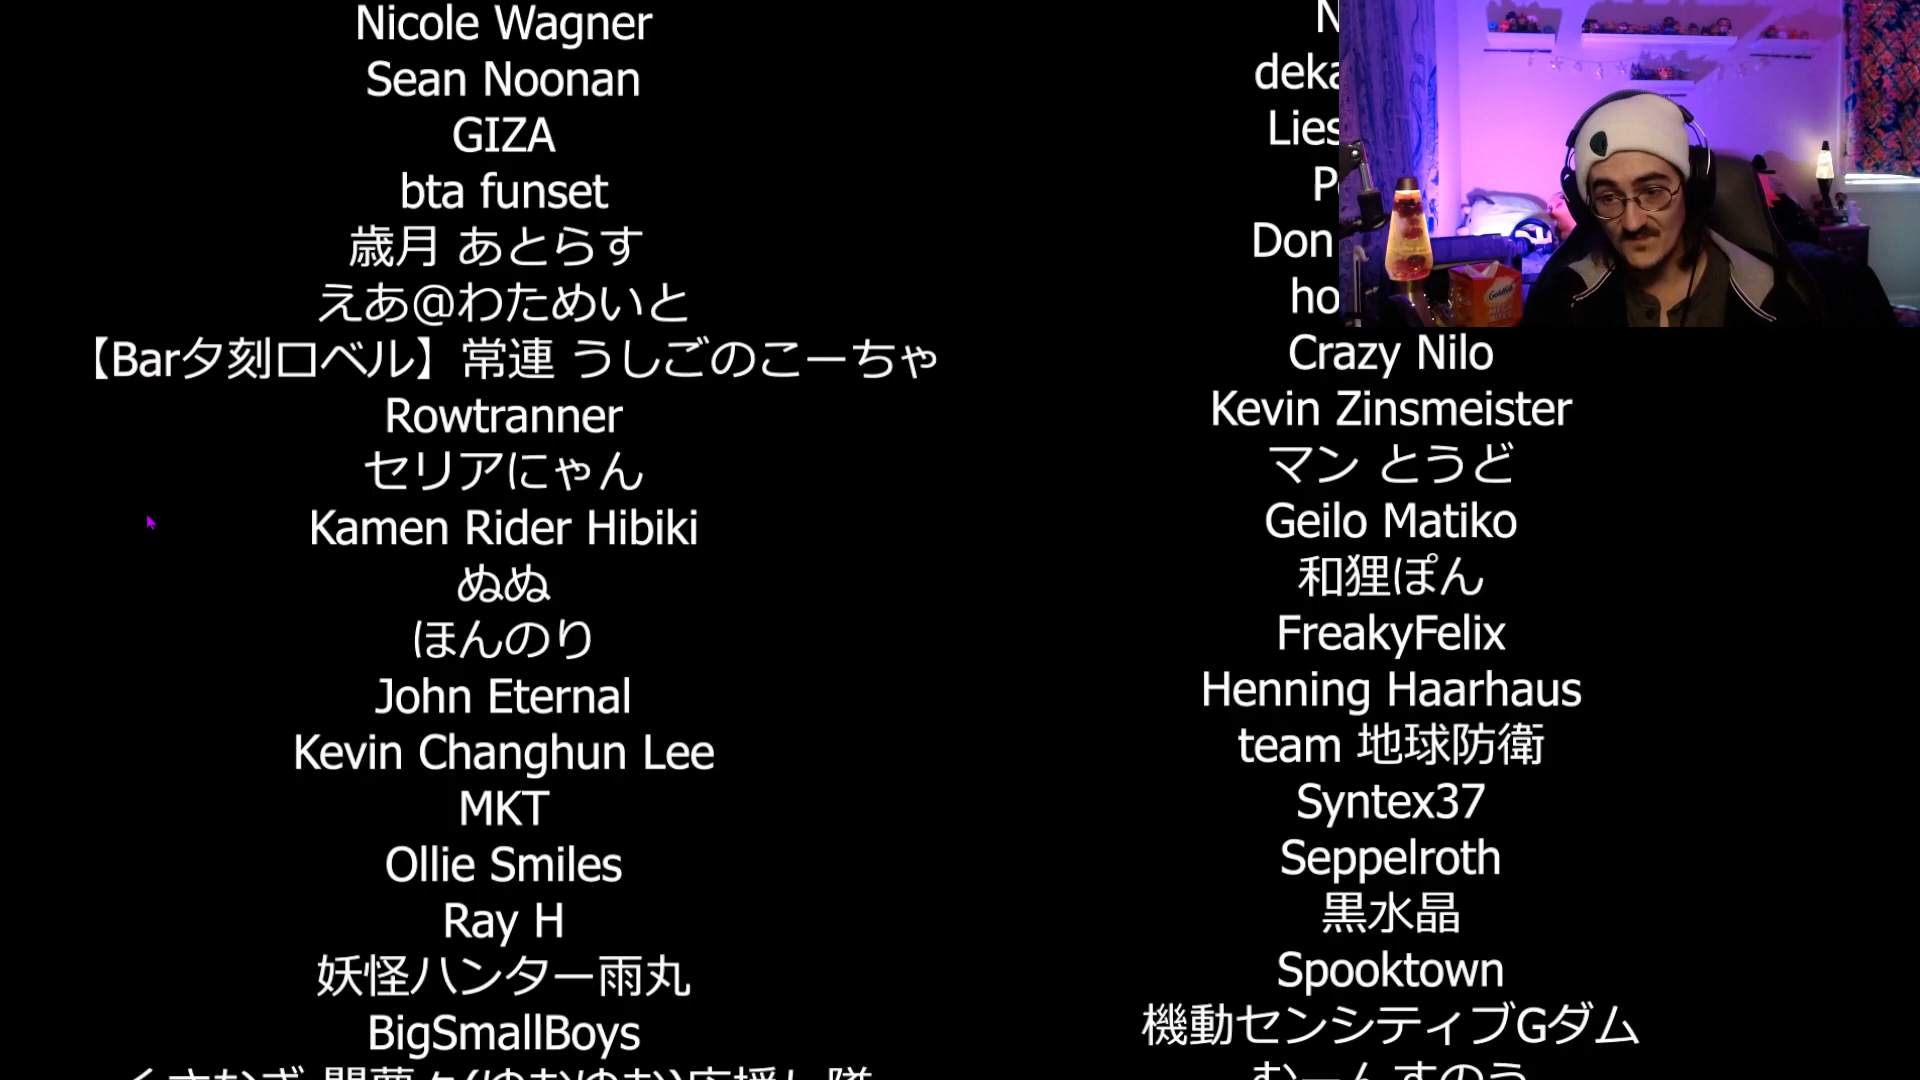 Nicole Wagner
Sean Noonan
GIZA
bta funset
歳月 あとらす
えあ@わためいと
【Bar夕刻ロベル】常連 うしごのこーちゃ
Rowtranner
セリアにゃん
Kamen Rider Hibiki
ぬぬ
ほんのり
John Eternal
Kevin Changhun Lee
MKT
Ollie Smiles
Ray H
妖怪ハンター雨丸
BigSmallBoys
Don
Crazy Nilo
Kevin Zinsmeister
マン とうど
Geilo Matiko
和狸ぽん
FreakyFelix
Henning Haarhaus
team 地球防衛
Syntex37
Seppelroth
黒水晶
Spooktown
機動センシティブGダム
Goldfish